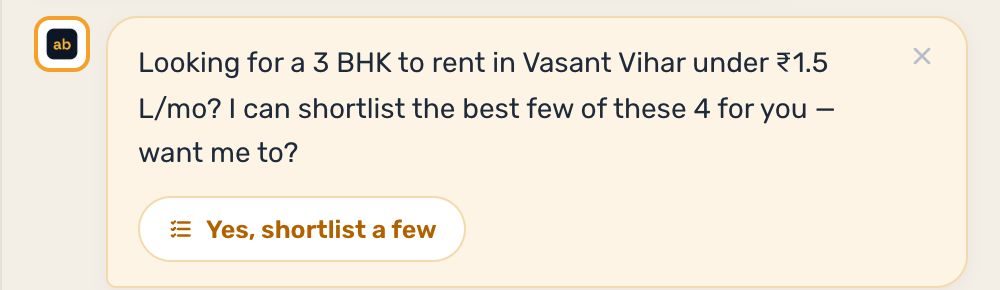 ab
Looking for a 3 BHK to rent in Vasant Vihar under ₹1.5
L/mo? I can shortlist the best few of these 4 for you –
want me to?
Yes, shortlist a few